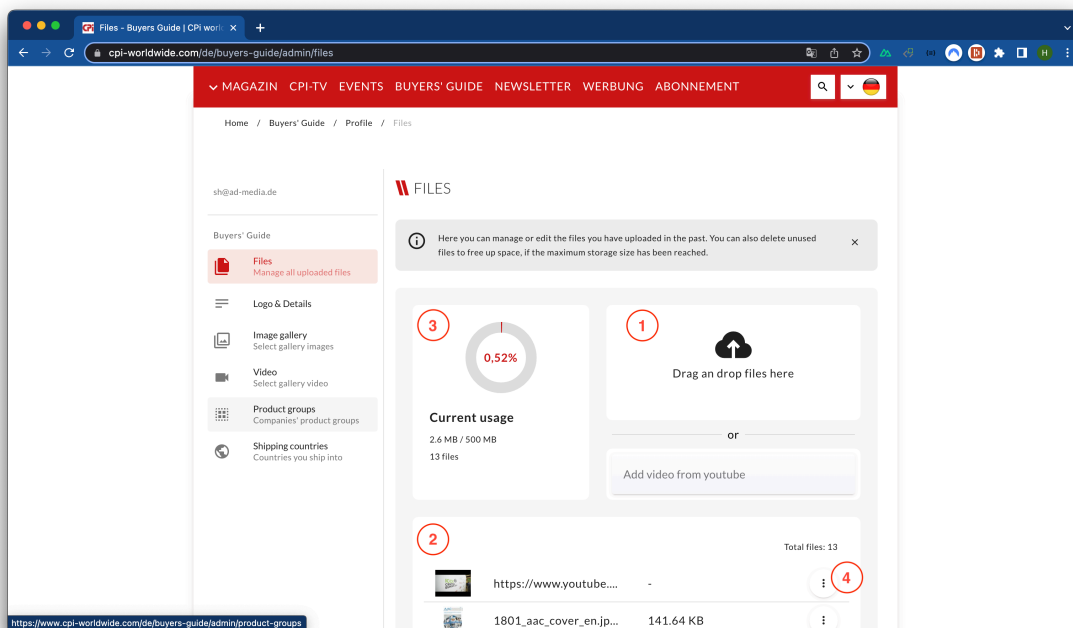 Files - Buyers Guide | CPi work
cpi-worldwide.com/de/buyers-guide/admin/files
H
MAGAZIN CPI-TV EVENTS BUYERS' GUIDE NEWSLETTER WERBUNG ABONNEMENT
Home / Buyers' Guide / Profile / Files
sh@ad-media.de
Buyers' Guide
Files
Manage all uploaded files
Logo & Details
Image gallery
Select gallery images
Video
Select gallery video
Product groups
Companies' product groups
Shipping countries
Countries you ship into
FILES
Here you can manage or edit the files you have uploaded in the past. You can also delete unused
files to free up space, if the maximum storage size has been reached.
3
0,52%
Current usage
2.6 MB / 500 MB
13 files
1
Drag an drop files here
or
Add video from youtube
2
Total files: 13
https://www.youtube.... -
4
1801_aac_cover_en.jp... 141.64 KB
https://www.cpi-worldwide.com/de/buyers-guide/admin/product-groups